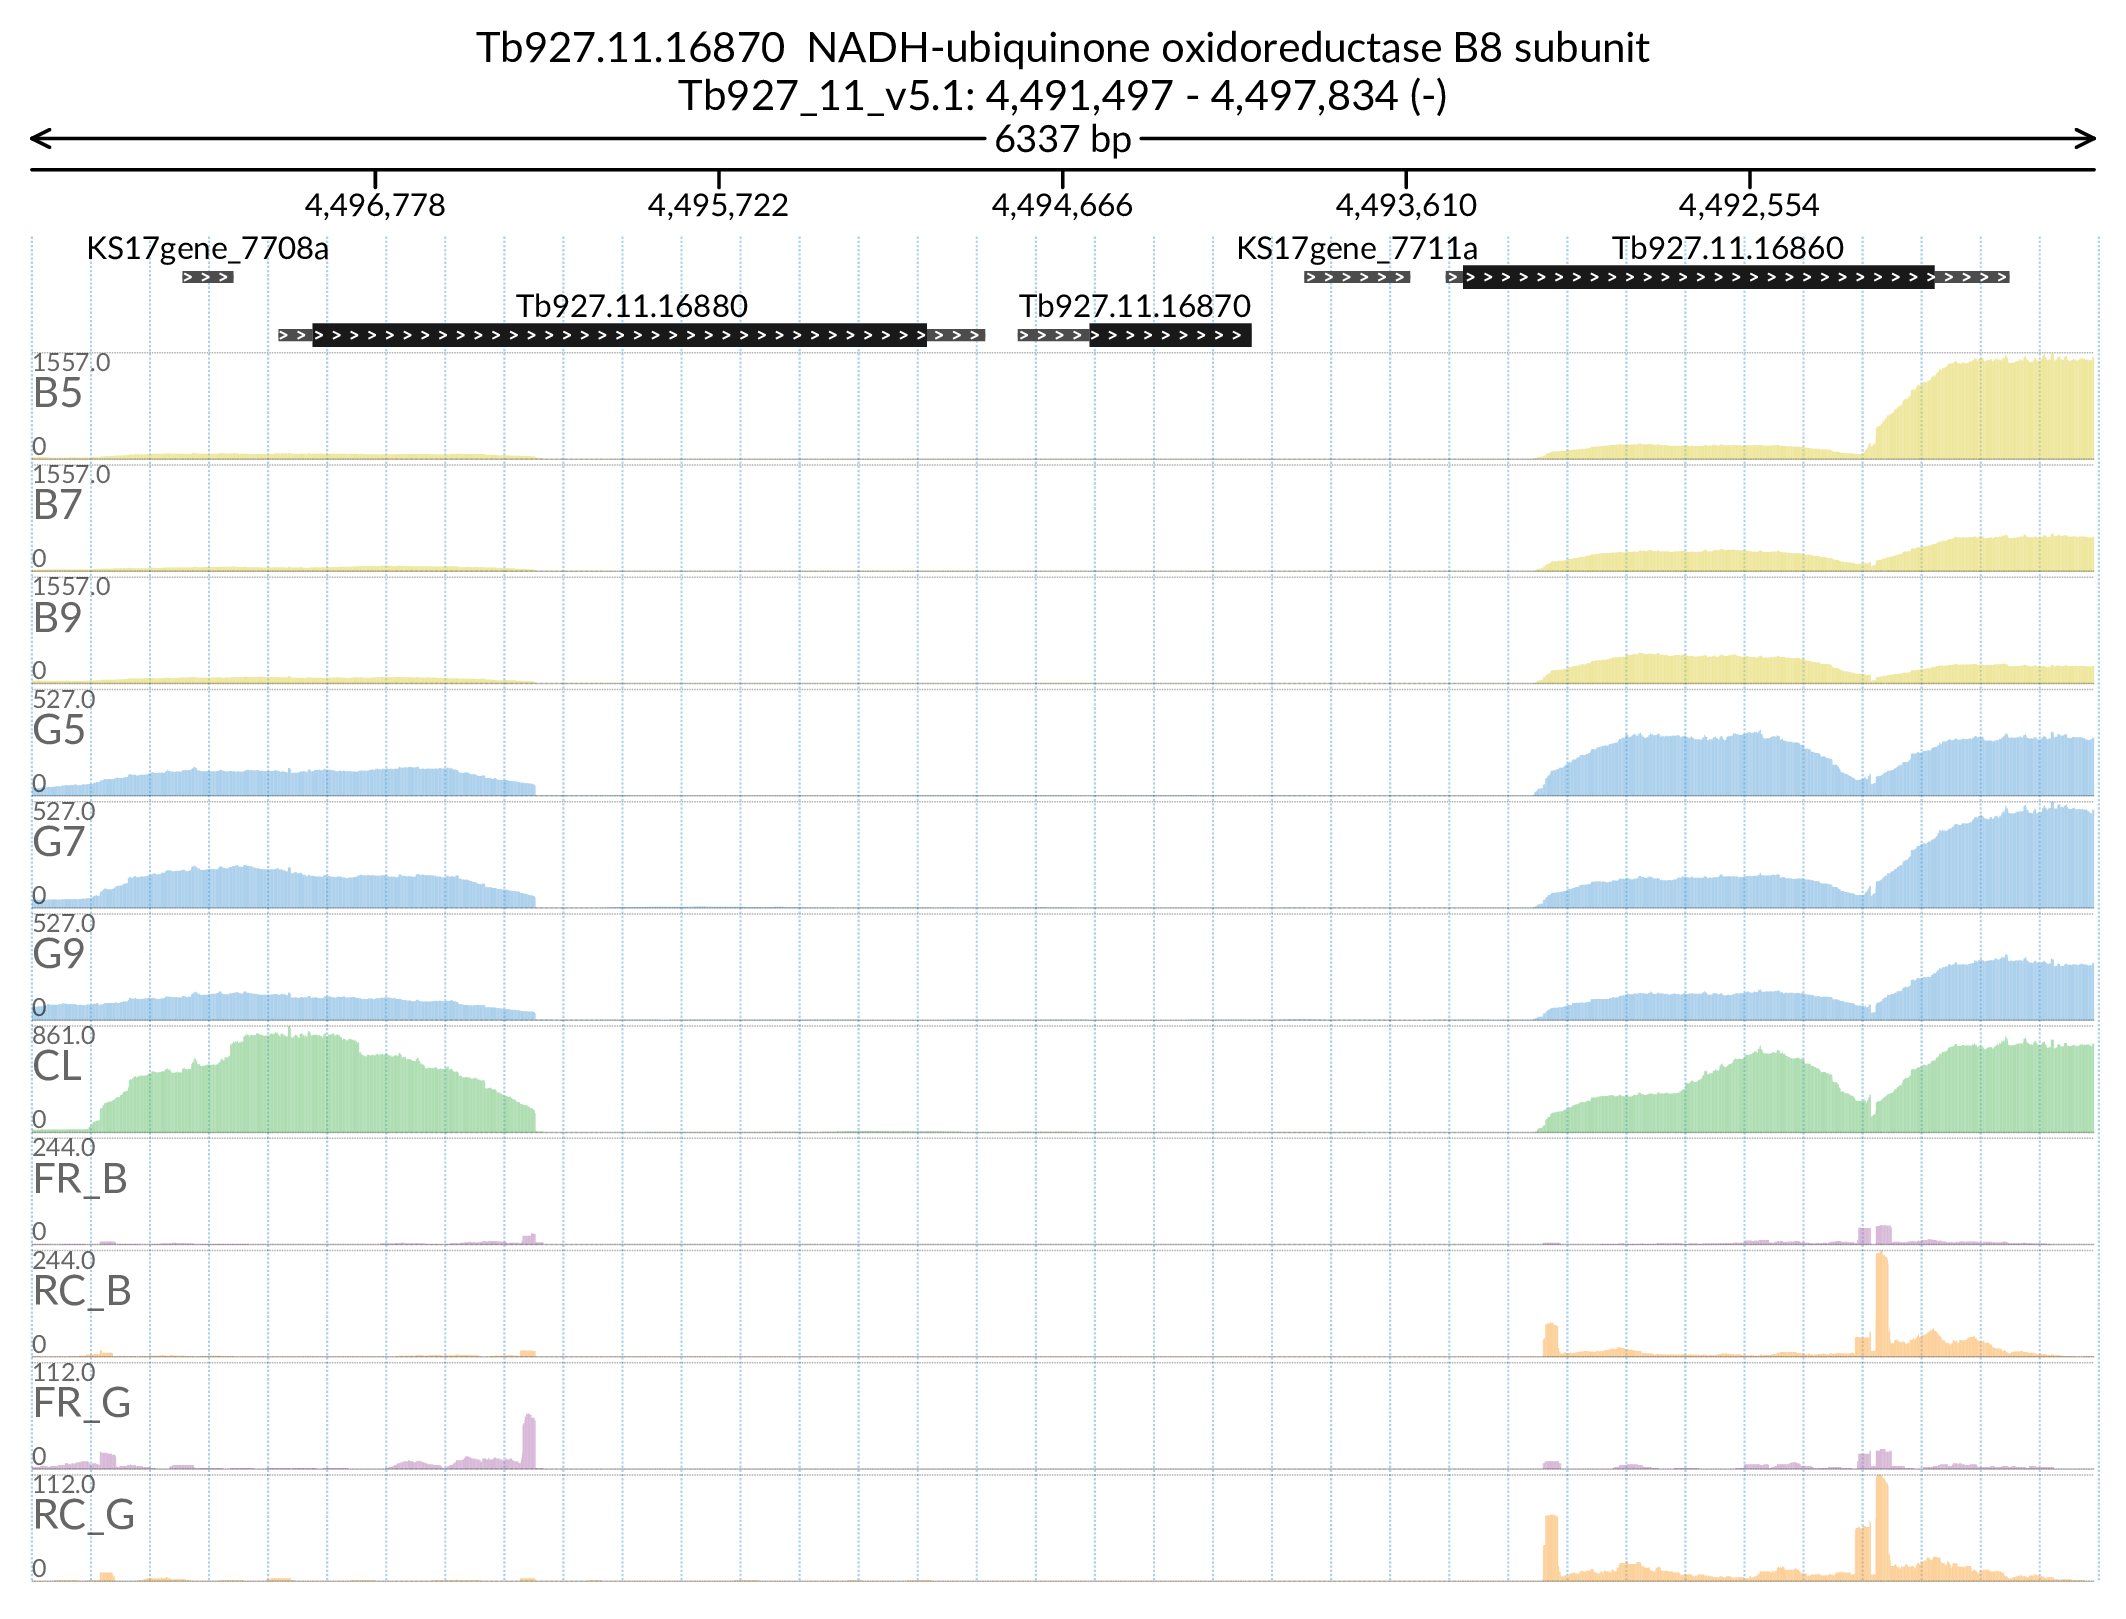 Tb927.11.16870 NADH-ubiquinone oxidoreductase B8 subunit
Tb927_11_v5.1: 4,491,497 - 4,497,834 (-)
6337 bp
4,496,778 4,495,722 4,494,666 4,493,610 4,492,554
KS17gene_7708a KS17gene_7711a Tb927.11.16860
Tb927.11.16880 Tb927.11.16870
1557.0
B5
0
1557.0
B7
0
1557.0
B9
0
527.0
G5
0
527.0
G7
0
527.0
G9
0
861.0
CL
0
244.0
FR_B
0
244.0
RC_B
0
112.0
FR_G
0
112.0
RC_G
0